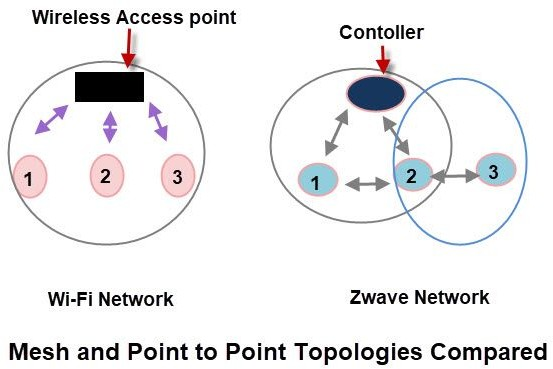 Wireless Access point
Contoller
1
2
3
1
2
3
Wi-Fi Network
Zwave Network
Mesh and Point to Point Topologies Compared